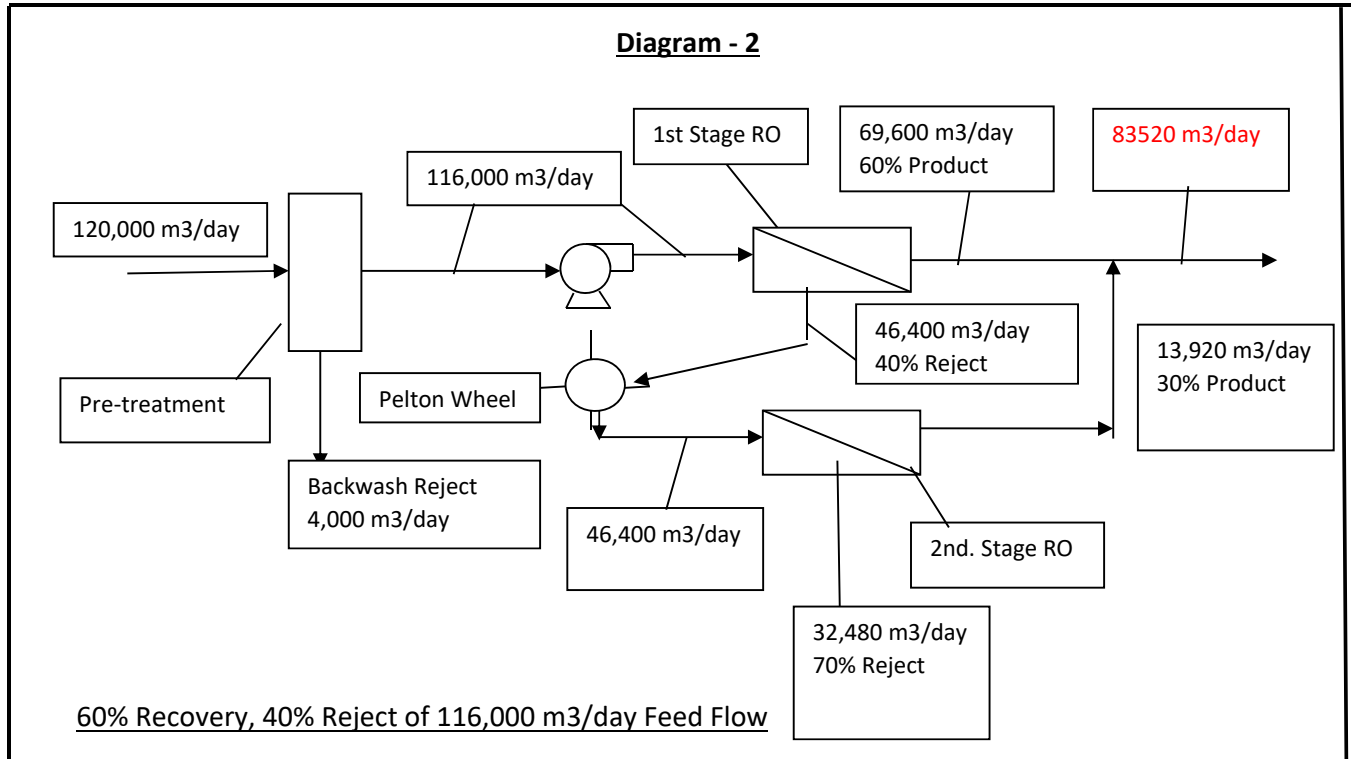 Diagram - 2
1st Stage RO
69,600 m3/day
60% Product
83520 m3/day
116,000 m3/day
120,000 m3/day
46,400 m3/day
40% Reject
13,920 m3/day
30% Product
Pre-treatment
Pelton Wheel
Backwash Reject
4,000 m3/day
46,400 m3/day
2nd. Stage RO
32,480 m3/day
70% Reject
60% Recovery, 40% Reject of 116,000 m3/day Feed Flow